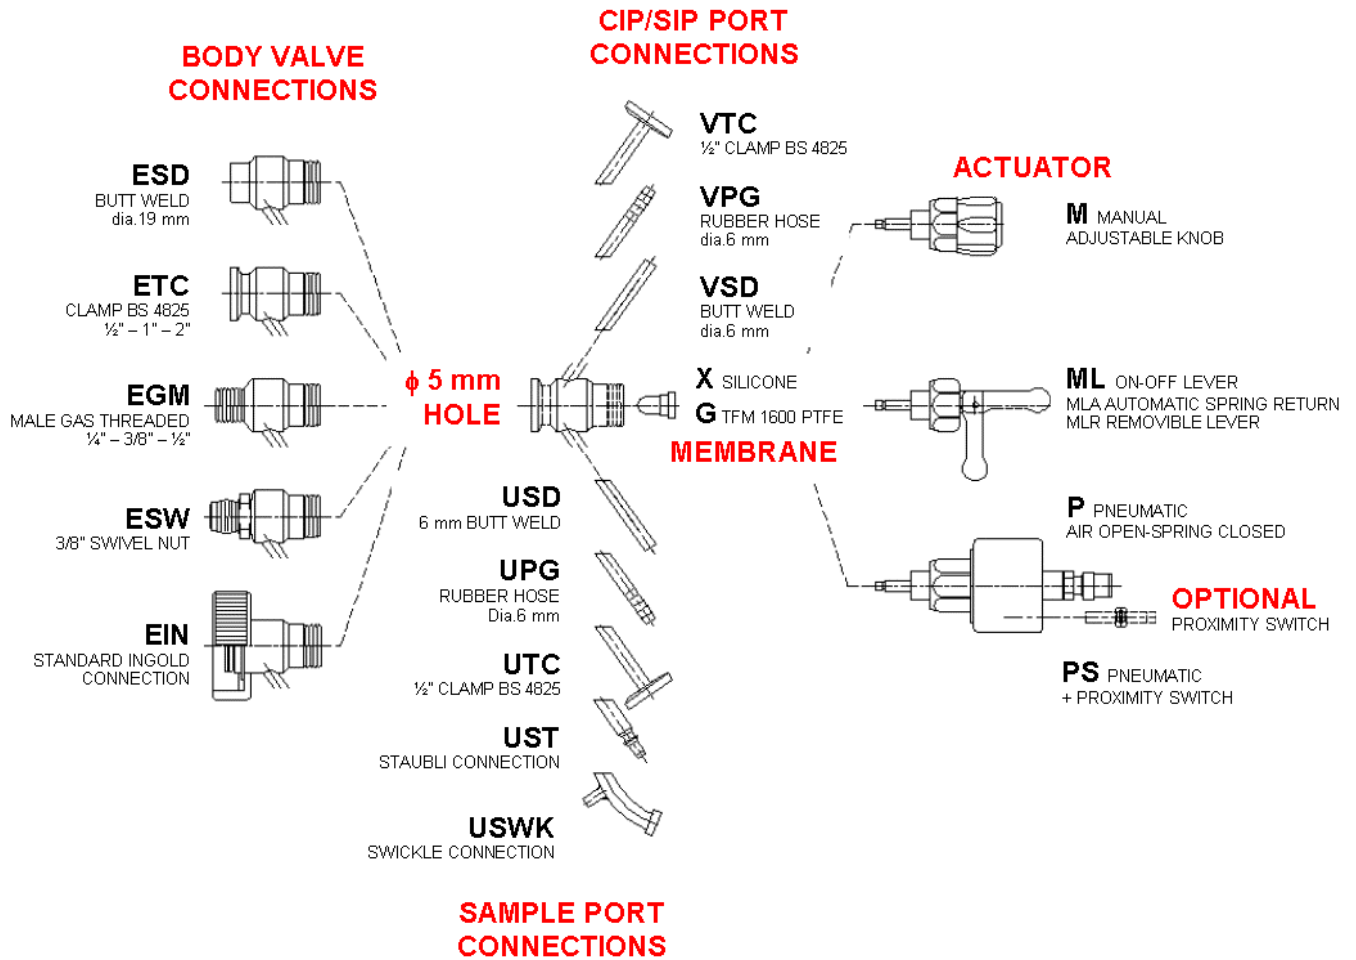 BODY VALVE
CONNECTIONS
ESD
BUTT WELD
dia.19 mm
ETC
CLAMP BS 4825
½" – 1" – 2"
EGM
MALE GAS THREADED
¼" – 3/8" – ½"
ESW
3/8" SWIVEL NUT
EIN
STANDARD INGOLD
CONNECTION
ϕ 5 mm
HOLE
CIP/SIP PORT
CONNECTIONS
VTC
½" CLAMP BS 4825
VPG
RUBBER HOSE
dia.6 mm
VSD
BUTT WELD
dia.6 mm
X SILICONE
G TFM 1600 PTFE
MEMBRANE
USD
6 mm BUTT WELD
UPG
RUBBER HOSE
Dia.6 mm
UTC
½" CLAMP BS 4825
UST
STAUBLI CONNECTION
USWK
SWICKLE CONNECTION
SAMPLE PORT
CONNECTIONS
ACTUATOR
M MANUAL
ADJUSTABLE KNOB
ML ON-OFF LEVER
MLA AUTOMATIC SPRING RETURN
MLR REMOVIBLE LEVER
P PNEUMATIC
AIR OPEN-SPRING CLOSED
OPTIONAL
PROXIMITY SWITCH
PS PNEUMATIC
+ PROXIMITY SWITCH